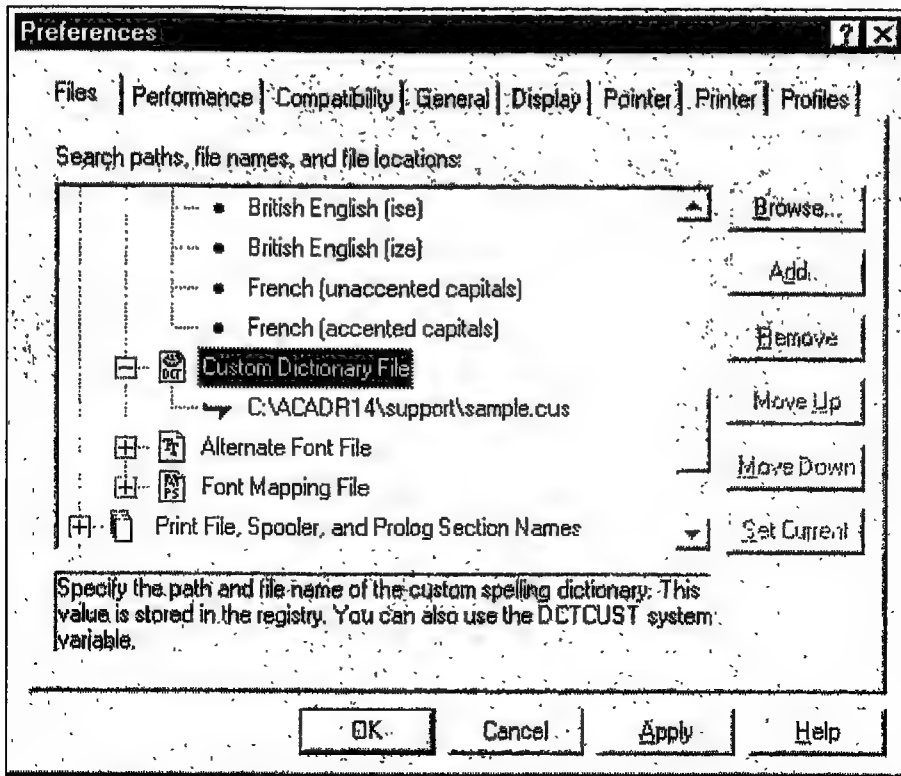 Preferences
Files Performance Compatibility General Display Pointer Printer Profiles
Search paths, file names, and file locations:
British English (ise)
British English (ize)
French (unaccented capitals)
French (accented capitals)
DCT Custom Dictionary File
C:\ACADR14\support\sample.cus
Alternate Font File
Font Mapping File
Print File, Spooler, and Prolog Section Names
Browse...
Add...
Remove
Move Up
Move Down
Set Current
Specify the path and file name of the custom spelling dictionary. This
value is stored in the registry. You can also use the DCTCUST system
variable.
OK Cancel Apply Help